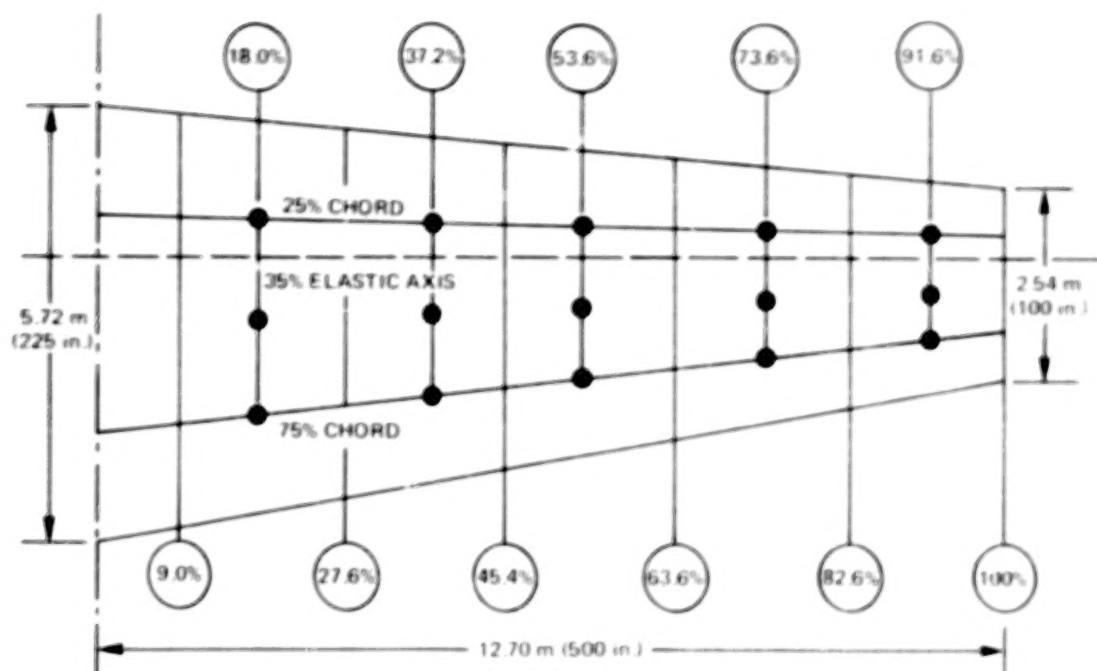 18.0%
37.2%
53.6%
73.6%
91.6%
25% CHORD
35% ELASTIC AXIS
5.72 m
(225 in.)
2.54 m
(100 in.)
75% CHORD
9.0%
27.6%
45.4%
63.6%
82.6%
100%
12.70 m (500 in.)